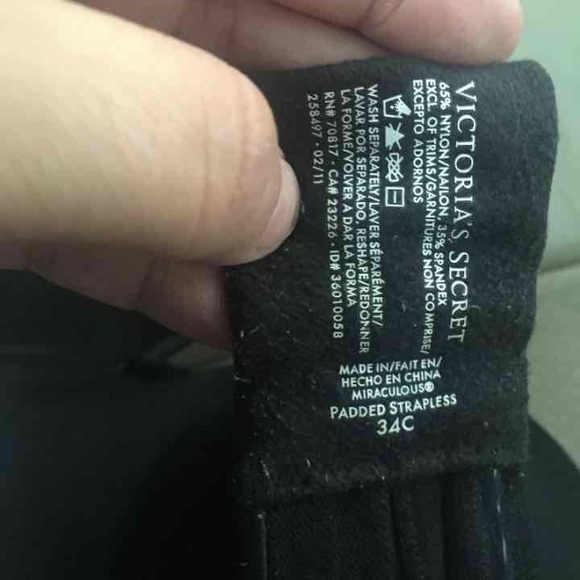 VICTORIA'S SECRET
65% NYLON/NAILON, 35% SPANDEX
EXCL OF TRIMS/GARNITURES NON COMPRISE/
EXCEPTO ADORNOS
WASH SEPARATELY/LAVER SÉPARÉMENT/
LAVAR POR SEPARADO, RESHAPE/REDONNER
LA FORME/VOLVER A DAR LA FORMA
RN# 70817 · CA# 23226 · ID# 36010058
258497 · 02/11
MADE IN/FAIT EN/
HECHO EN CHINA
MIRACULOUS®
PADDED STRAPLESS
34C